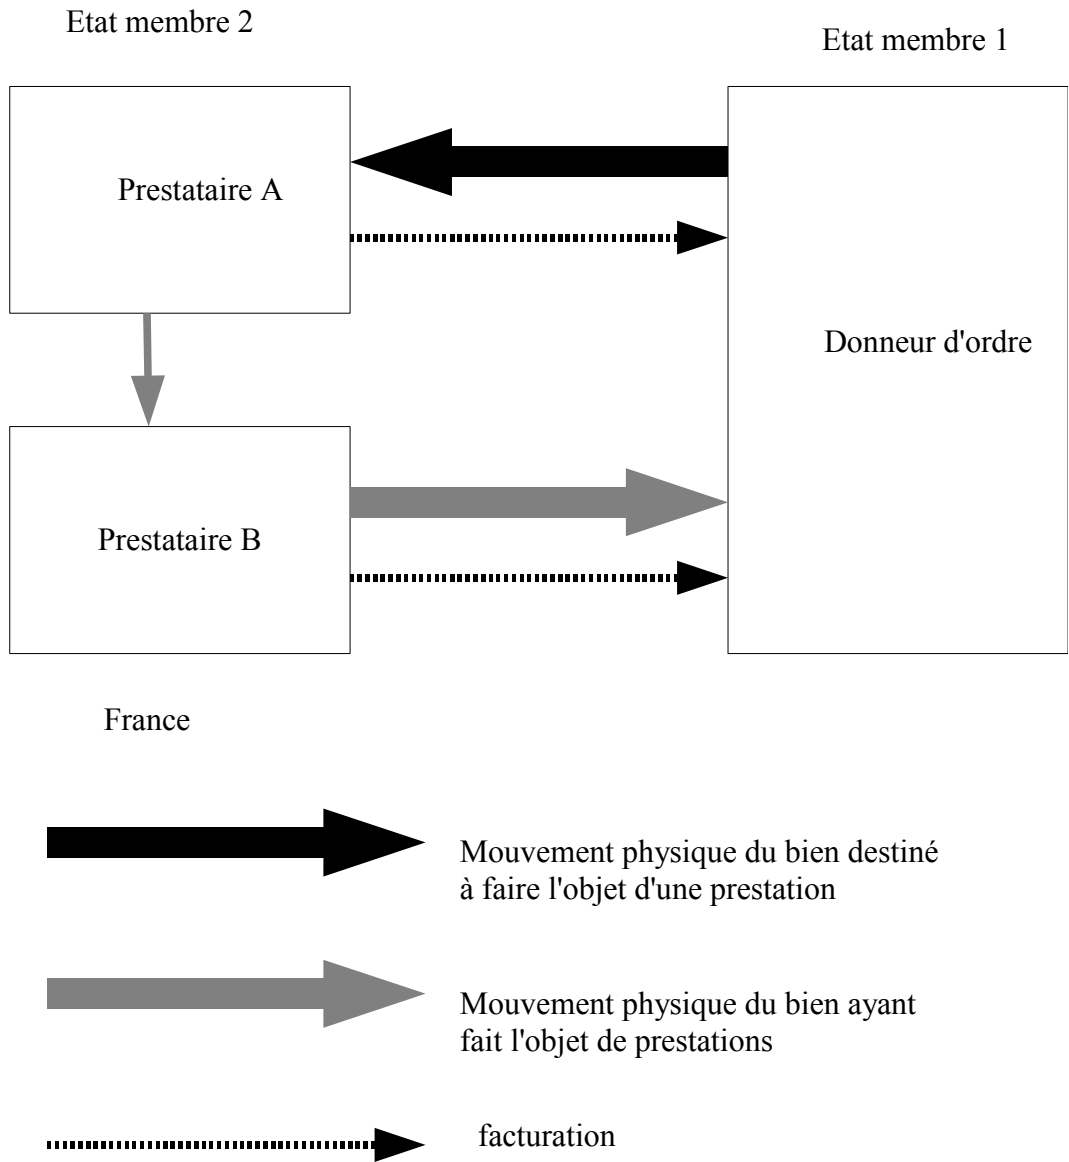 Etat membre 2
Etat membre 1
Prestataire A
Donneur d'ordre
Prestataire B
France
Mouvement physique du bien destiné
à faire l'objet d'une prestation
Mouvement physique du bien ayant
fait l'objet de prestations
facturation